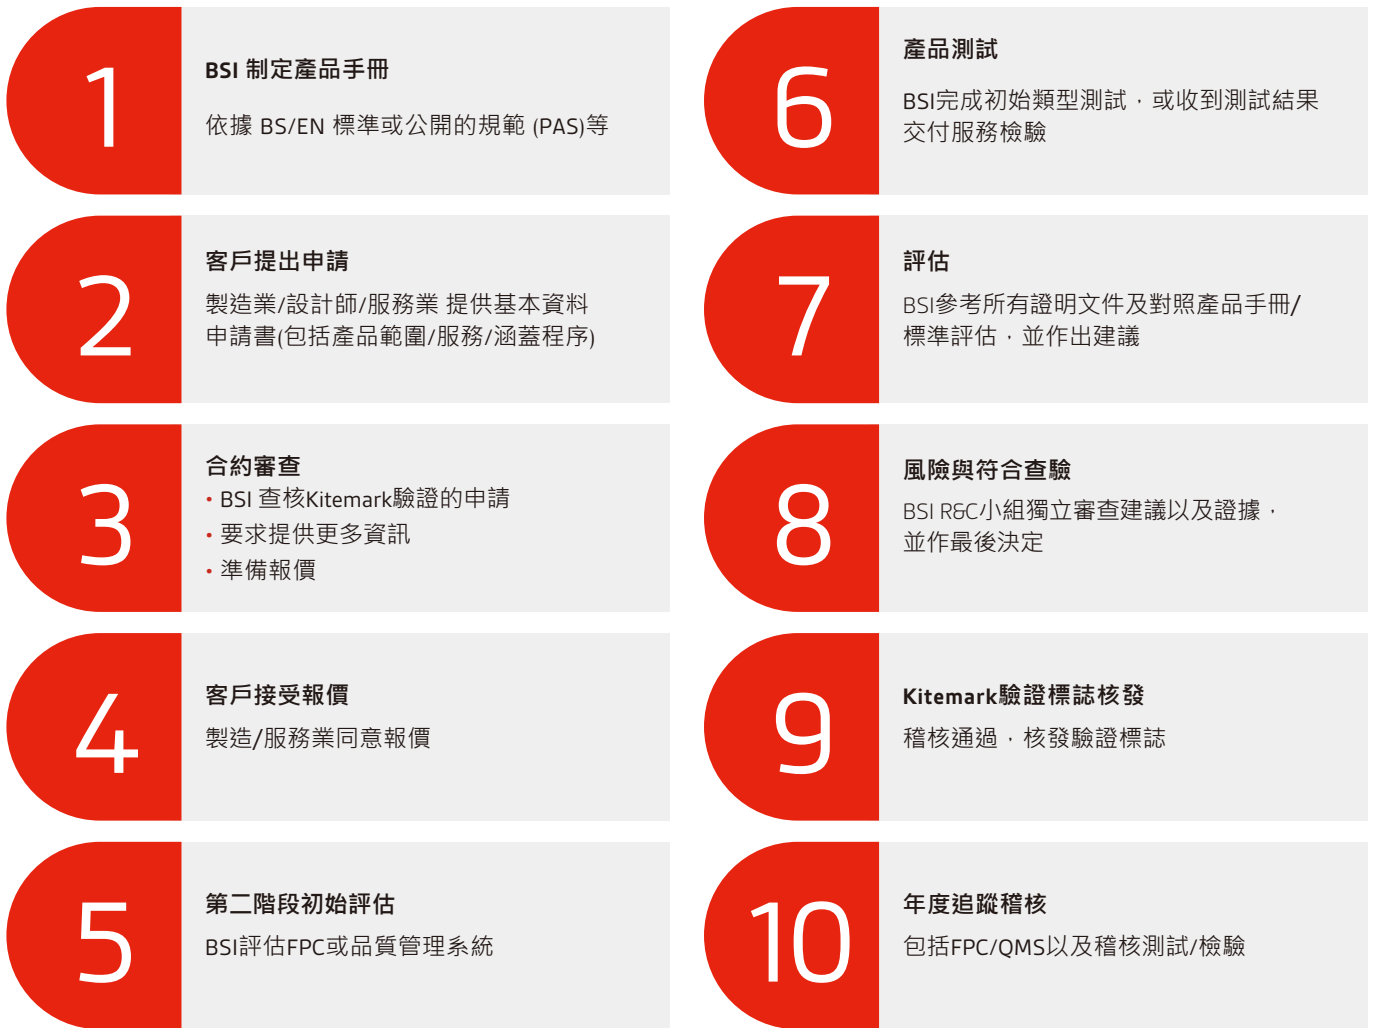 1
BSI 制定產品手冊
依據 BS/EN 標準或公開的規範 (PAS)等
2
客戶提出申請
製造業/設計師/服務業 提供基本資料
申請書(包括產品範圍/服務/涵蓋程序)
3
合約審查
• BSI 查核Kitemark驗證的申請
• 要求提供更多資訊
• 準備報價
4
客戶接受報價
製造/服務業同意報價
5
第二階段初始評估
BSI評估FPC或品質管理系統
6
產品測試
BSI完成初始類型測試，或收到測試結果
交付服務檢驗
7
評估
BSI參考所有證明文件及對照產品手冊/
標準評估，並作出建議
8
風險與符合查驗
BSI R&C小組獨立審查建議以及證據，
並作最後決定
9
Kitemark驗證標誌核發
稽核通過，核發驗證標誌
10
年度追蹤稽核
包括FPC/QMS以及稽核測試/檢驗